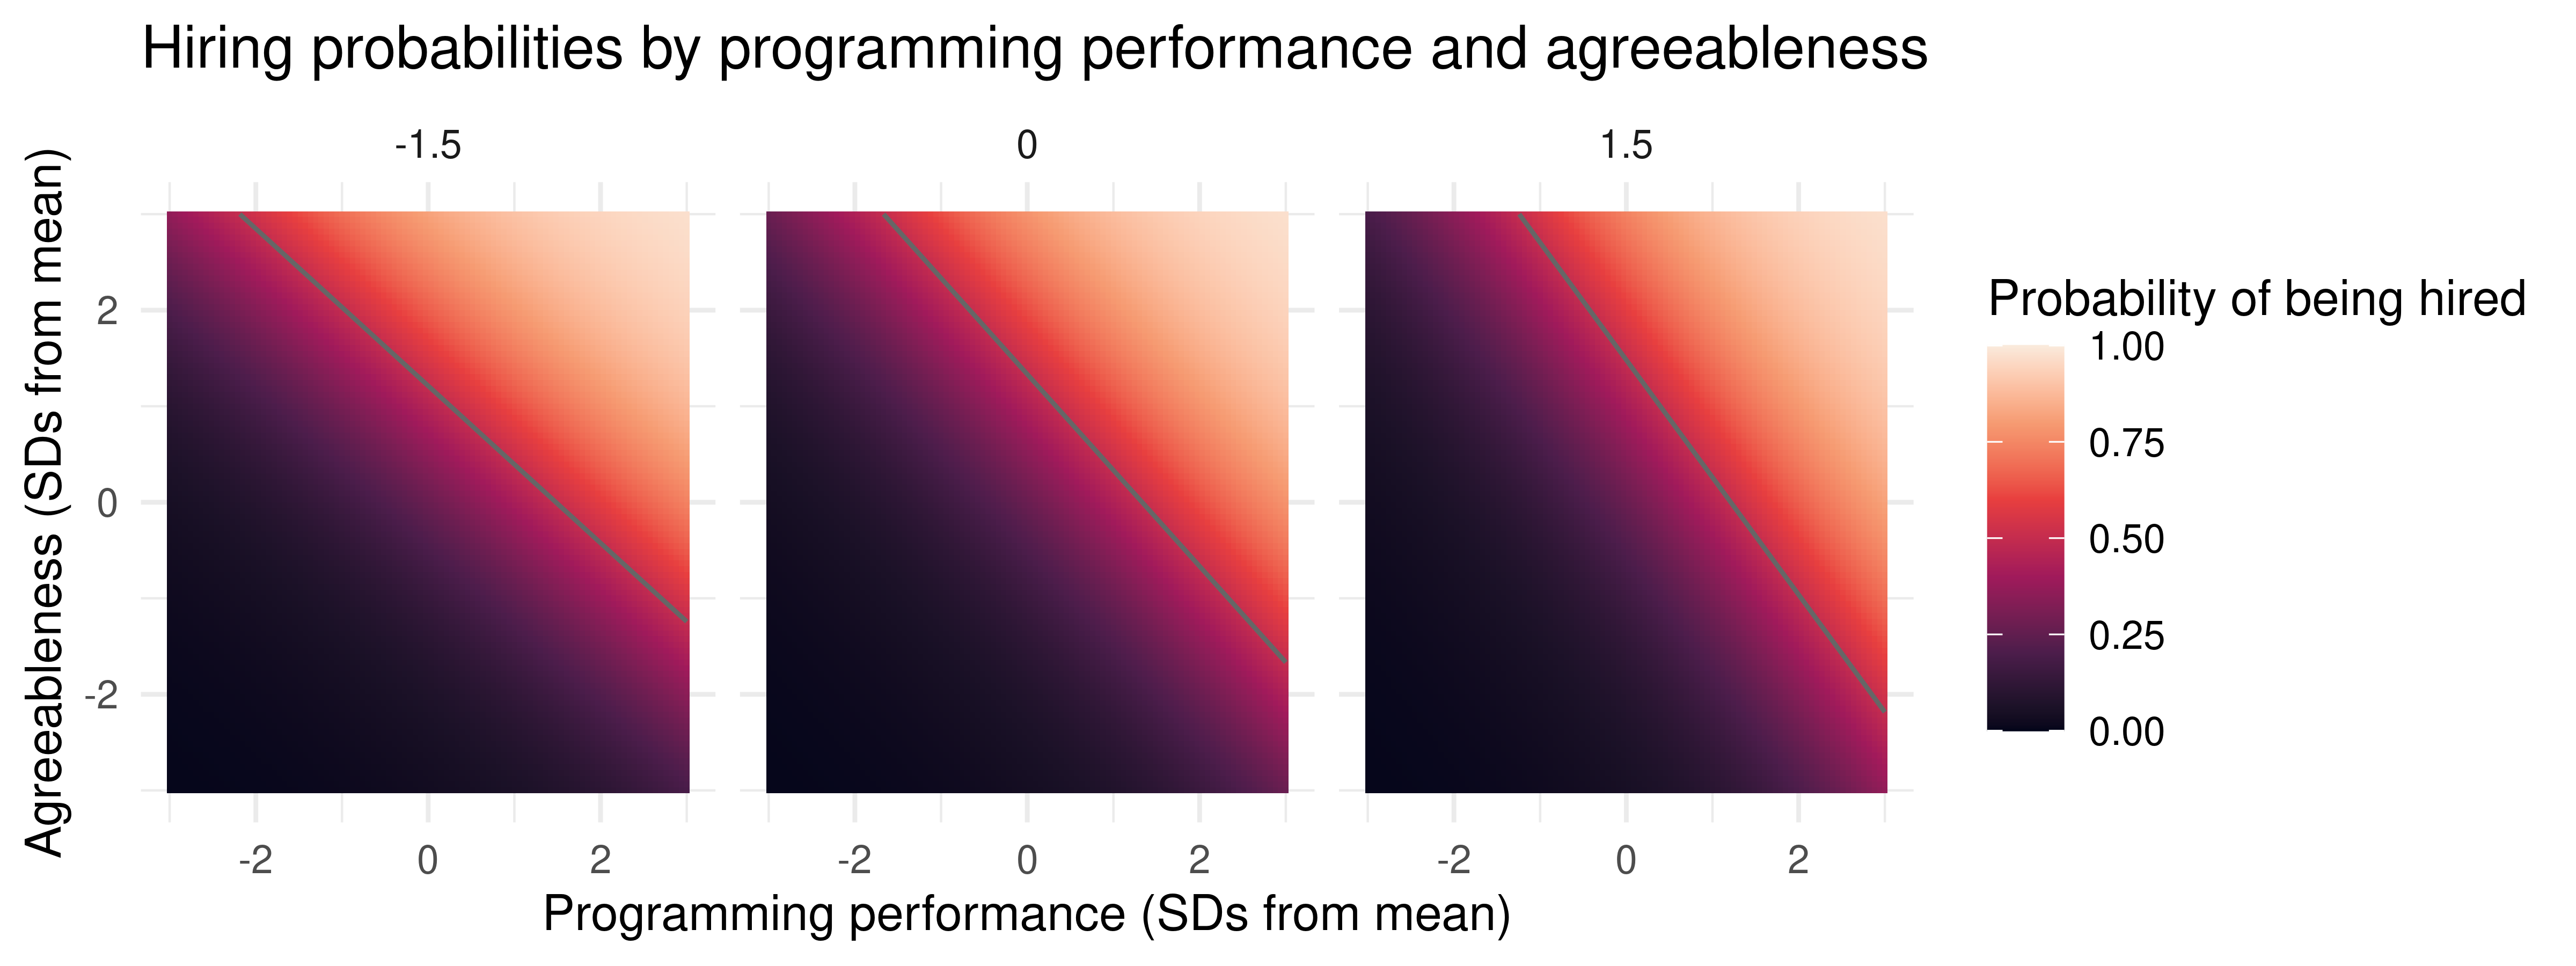 Hiring probabilities by programming performance and agreeableness
-1.5 0 1.5
Agreeableness (SDs from mean)
2
0
-2
-2 0 2 -2 0 2 -2 0 2
Programming performance (SDs from mean)
Probability of being hired
1.00
0.75
0.50
0.25
0.00